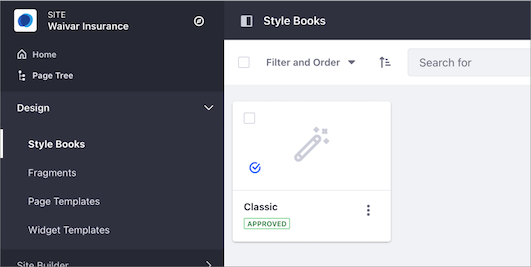 SITE
Waivar Insurance
Home
Page Tree
Design
Style Books
Fragments
Page Templates
Widget Templates
Site Builder
Style Books
Filter and Order
Search for
Classic
APPROVED